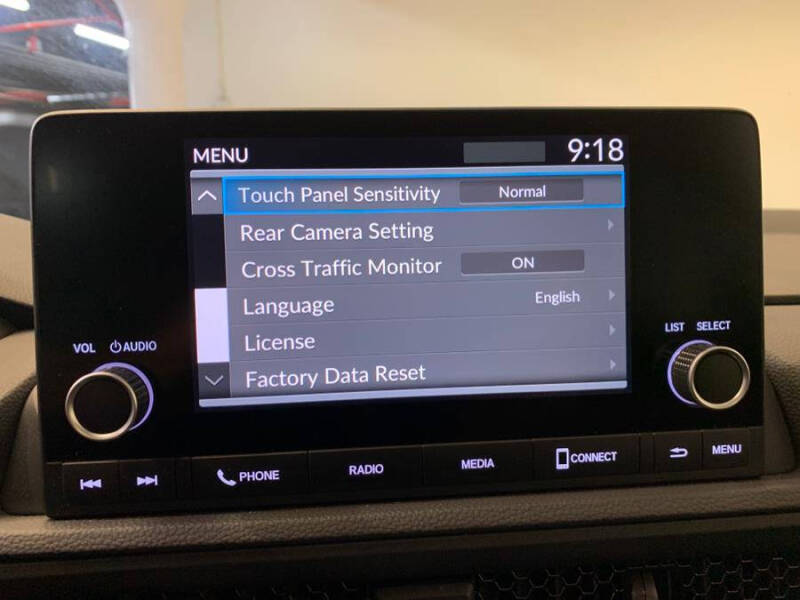 MENU 9:18
Touch Panel Sensitivity Normal
Rear Camera Setting
Cross Traffic Monitor ON
Language English
License
Factory Data Reset
VOL AUDIO
LIST SELECT
PHONE RADIO MEDIA CONNECT MENU